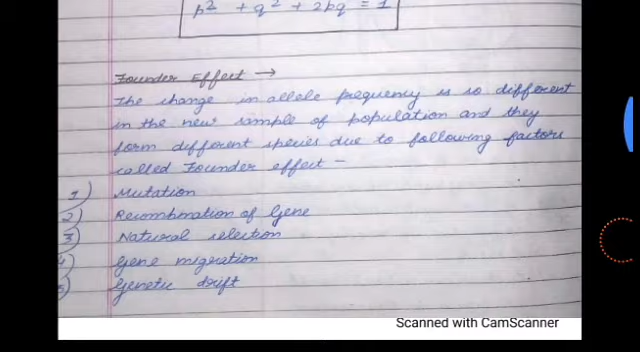 p² + q² + 2pq = 1
Founder Effect →
The change in allele frequency is so different
in the new sample of population and they
form different species due to following factors
called Founder effect —
1) Mutation
2) Recombination of Gene
3) Natural selection
4) Gene migration
5) Genetic drift
Scanned with CamScanner